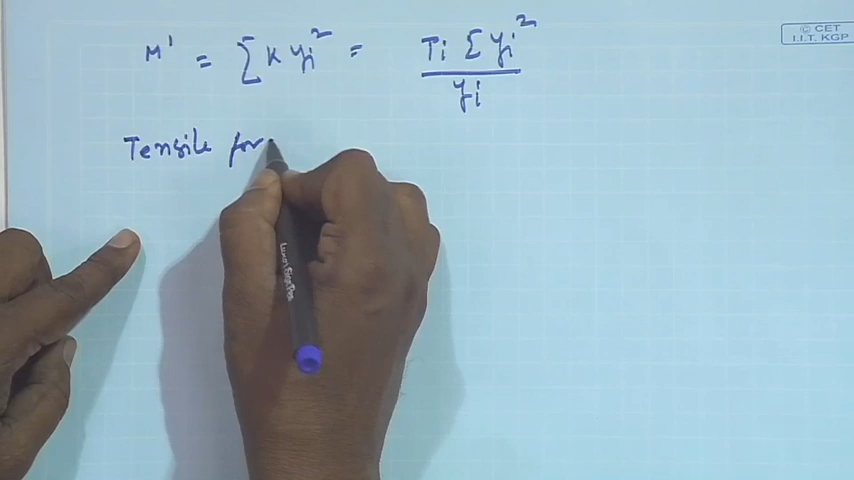 © CET
I.I.T. KGP
M' = Σ K yi² = Ti Σ yi² / yi
Tensile for